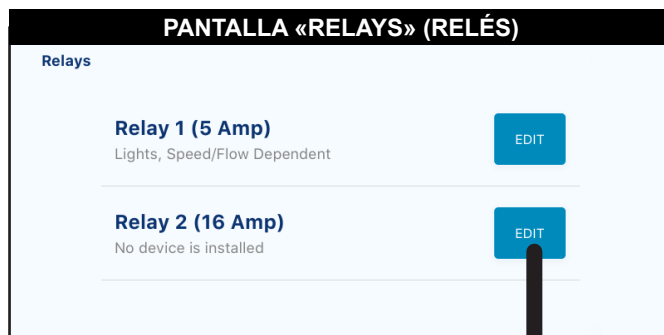 PANTALLA «RELAYS» (RELÉS)
Relays
Relay 1 (5 Amp)
Lights, Speed/Flow Dependent
EDIT
Relay 2 (16 Amp)
No device is installed
EDIT